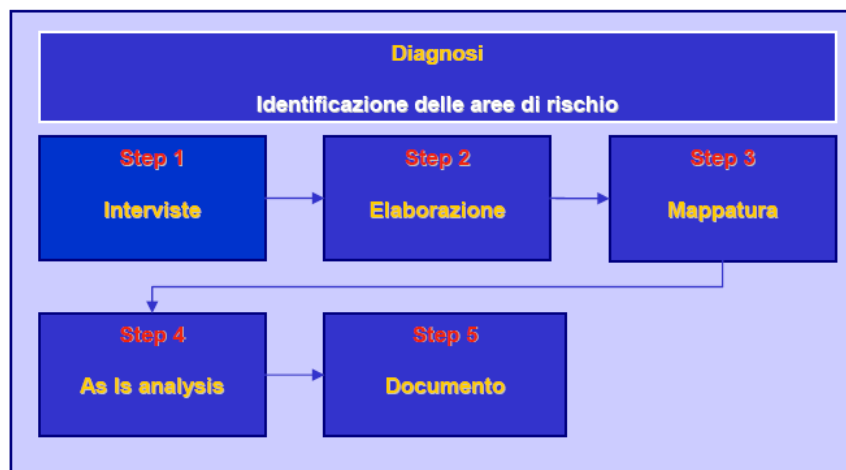 Diagnosi
Identificazione delle aree di rischio
Step 1
Interviste
Step 2
Elaborazione
Step 3
Mappatura
Step 4
As Is analysis
Step 5
Documento